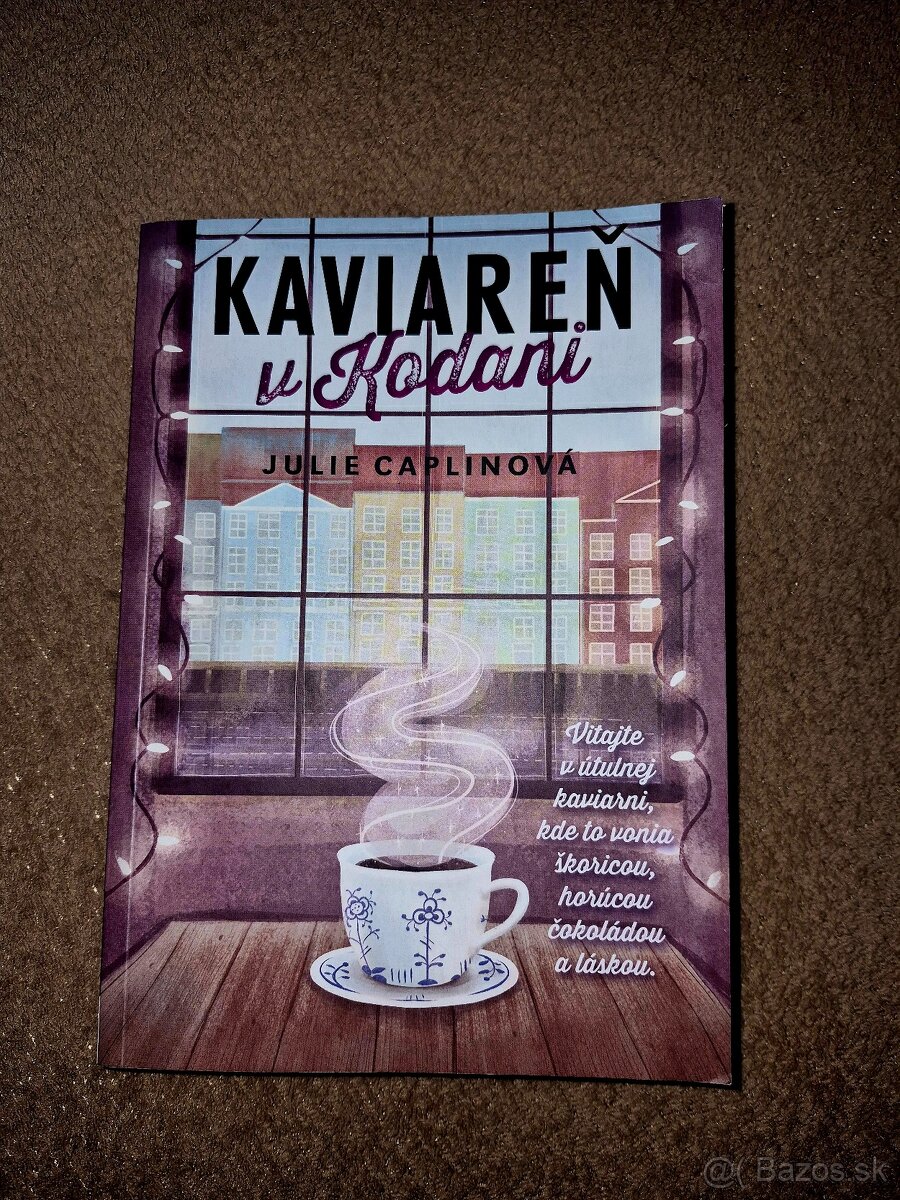 KAVIAREŇ
v Kodani
JULIE CAPLINOVÁ
Vitajte
v útulnej
kaviarni,
kde to vonia
škoricou,
horúcou
čokoládou
a láskou.
@( Bazos.sk